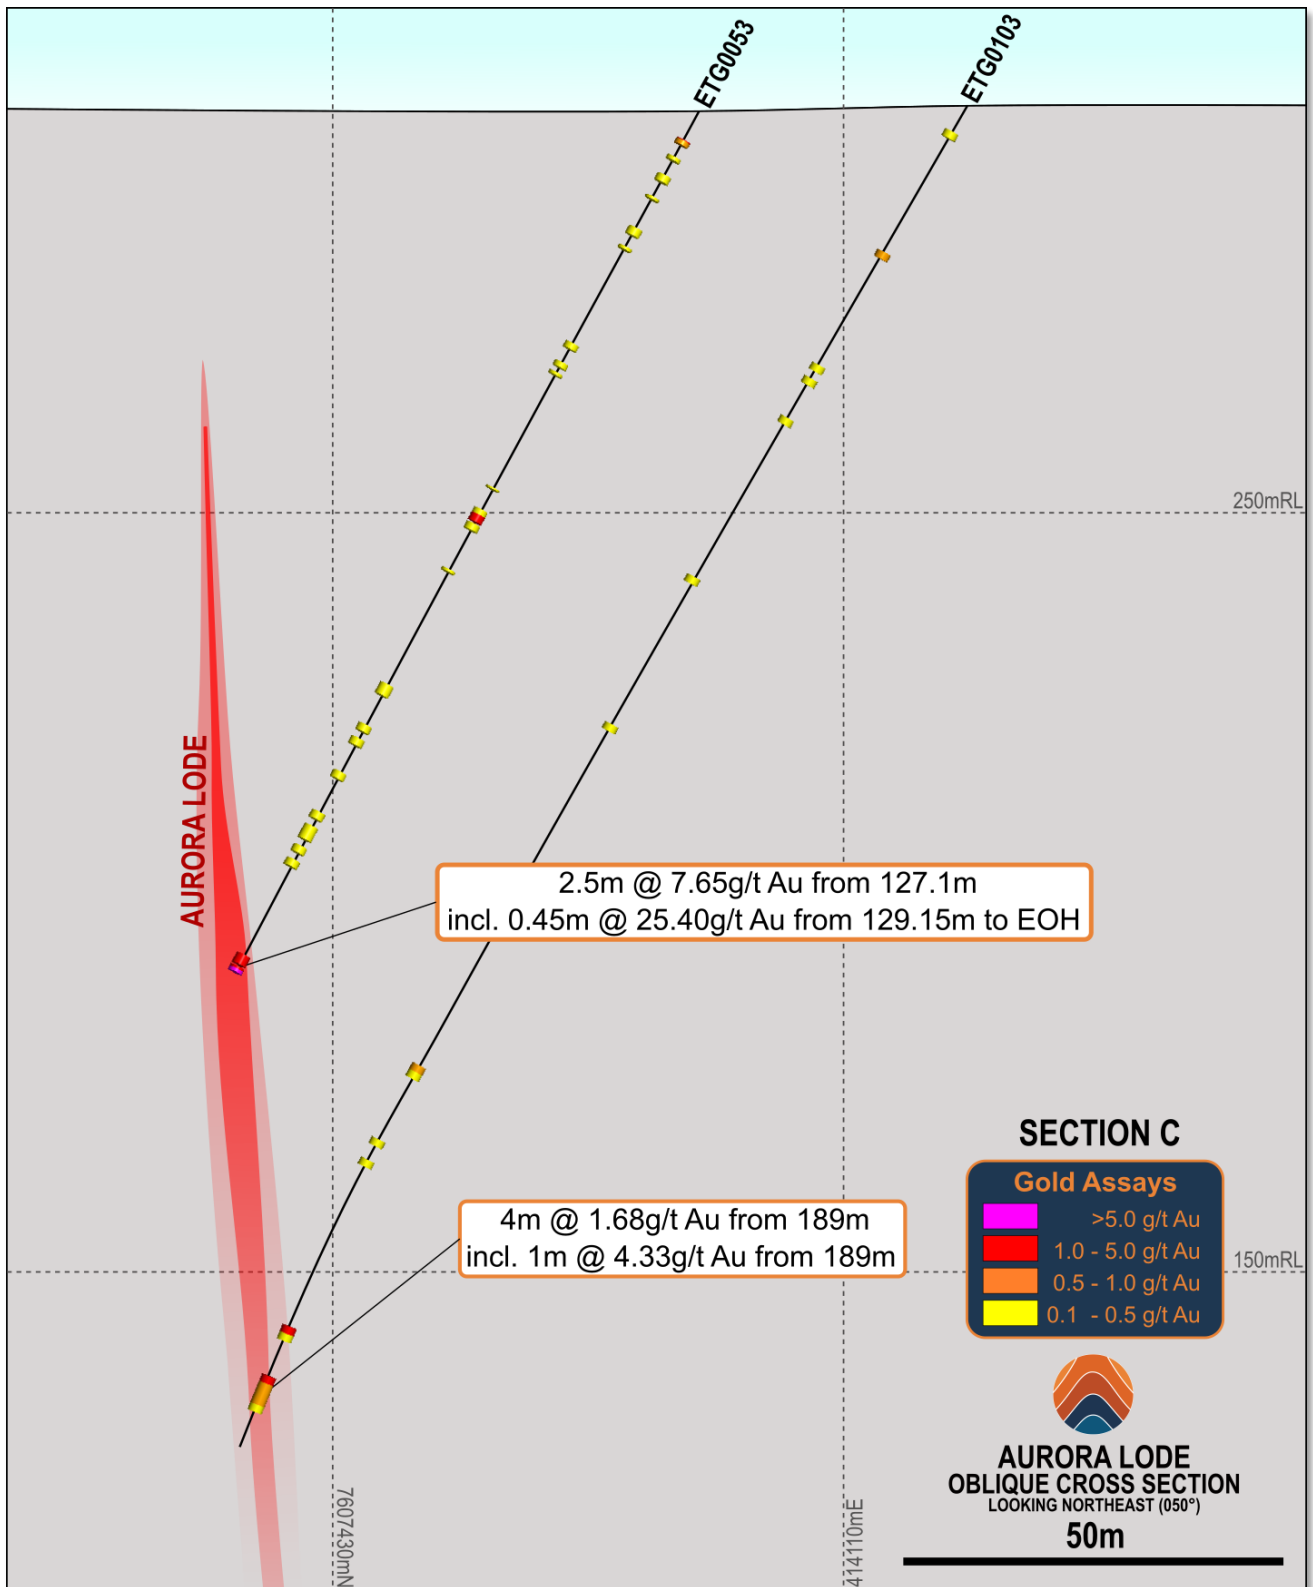 ETG0053
ETG0103
250mRL
AURORA LODE
2.5m @ 7.65g/t Au from 127.1m
incl. 0.45m @ 25.40g/t Au from 129.15m to EOH
4m @ 1.68g/t Au from 189m
incl. 1m @ 4.33g/t Au from 189m
150mRL
SECTION C
Gold Assays
>5.0 g/t Au
1.0 - 5.0 g/t Au
0.5 - 1.0 g/t Au
0.1 - 0.5 g/t Au
AURORA LODE
OBLIQUE CROSS SECTION
LOOKING NORTHEAST (050°)
50m
7607430mN
414110mE